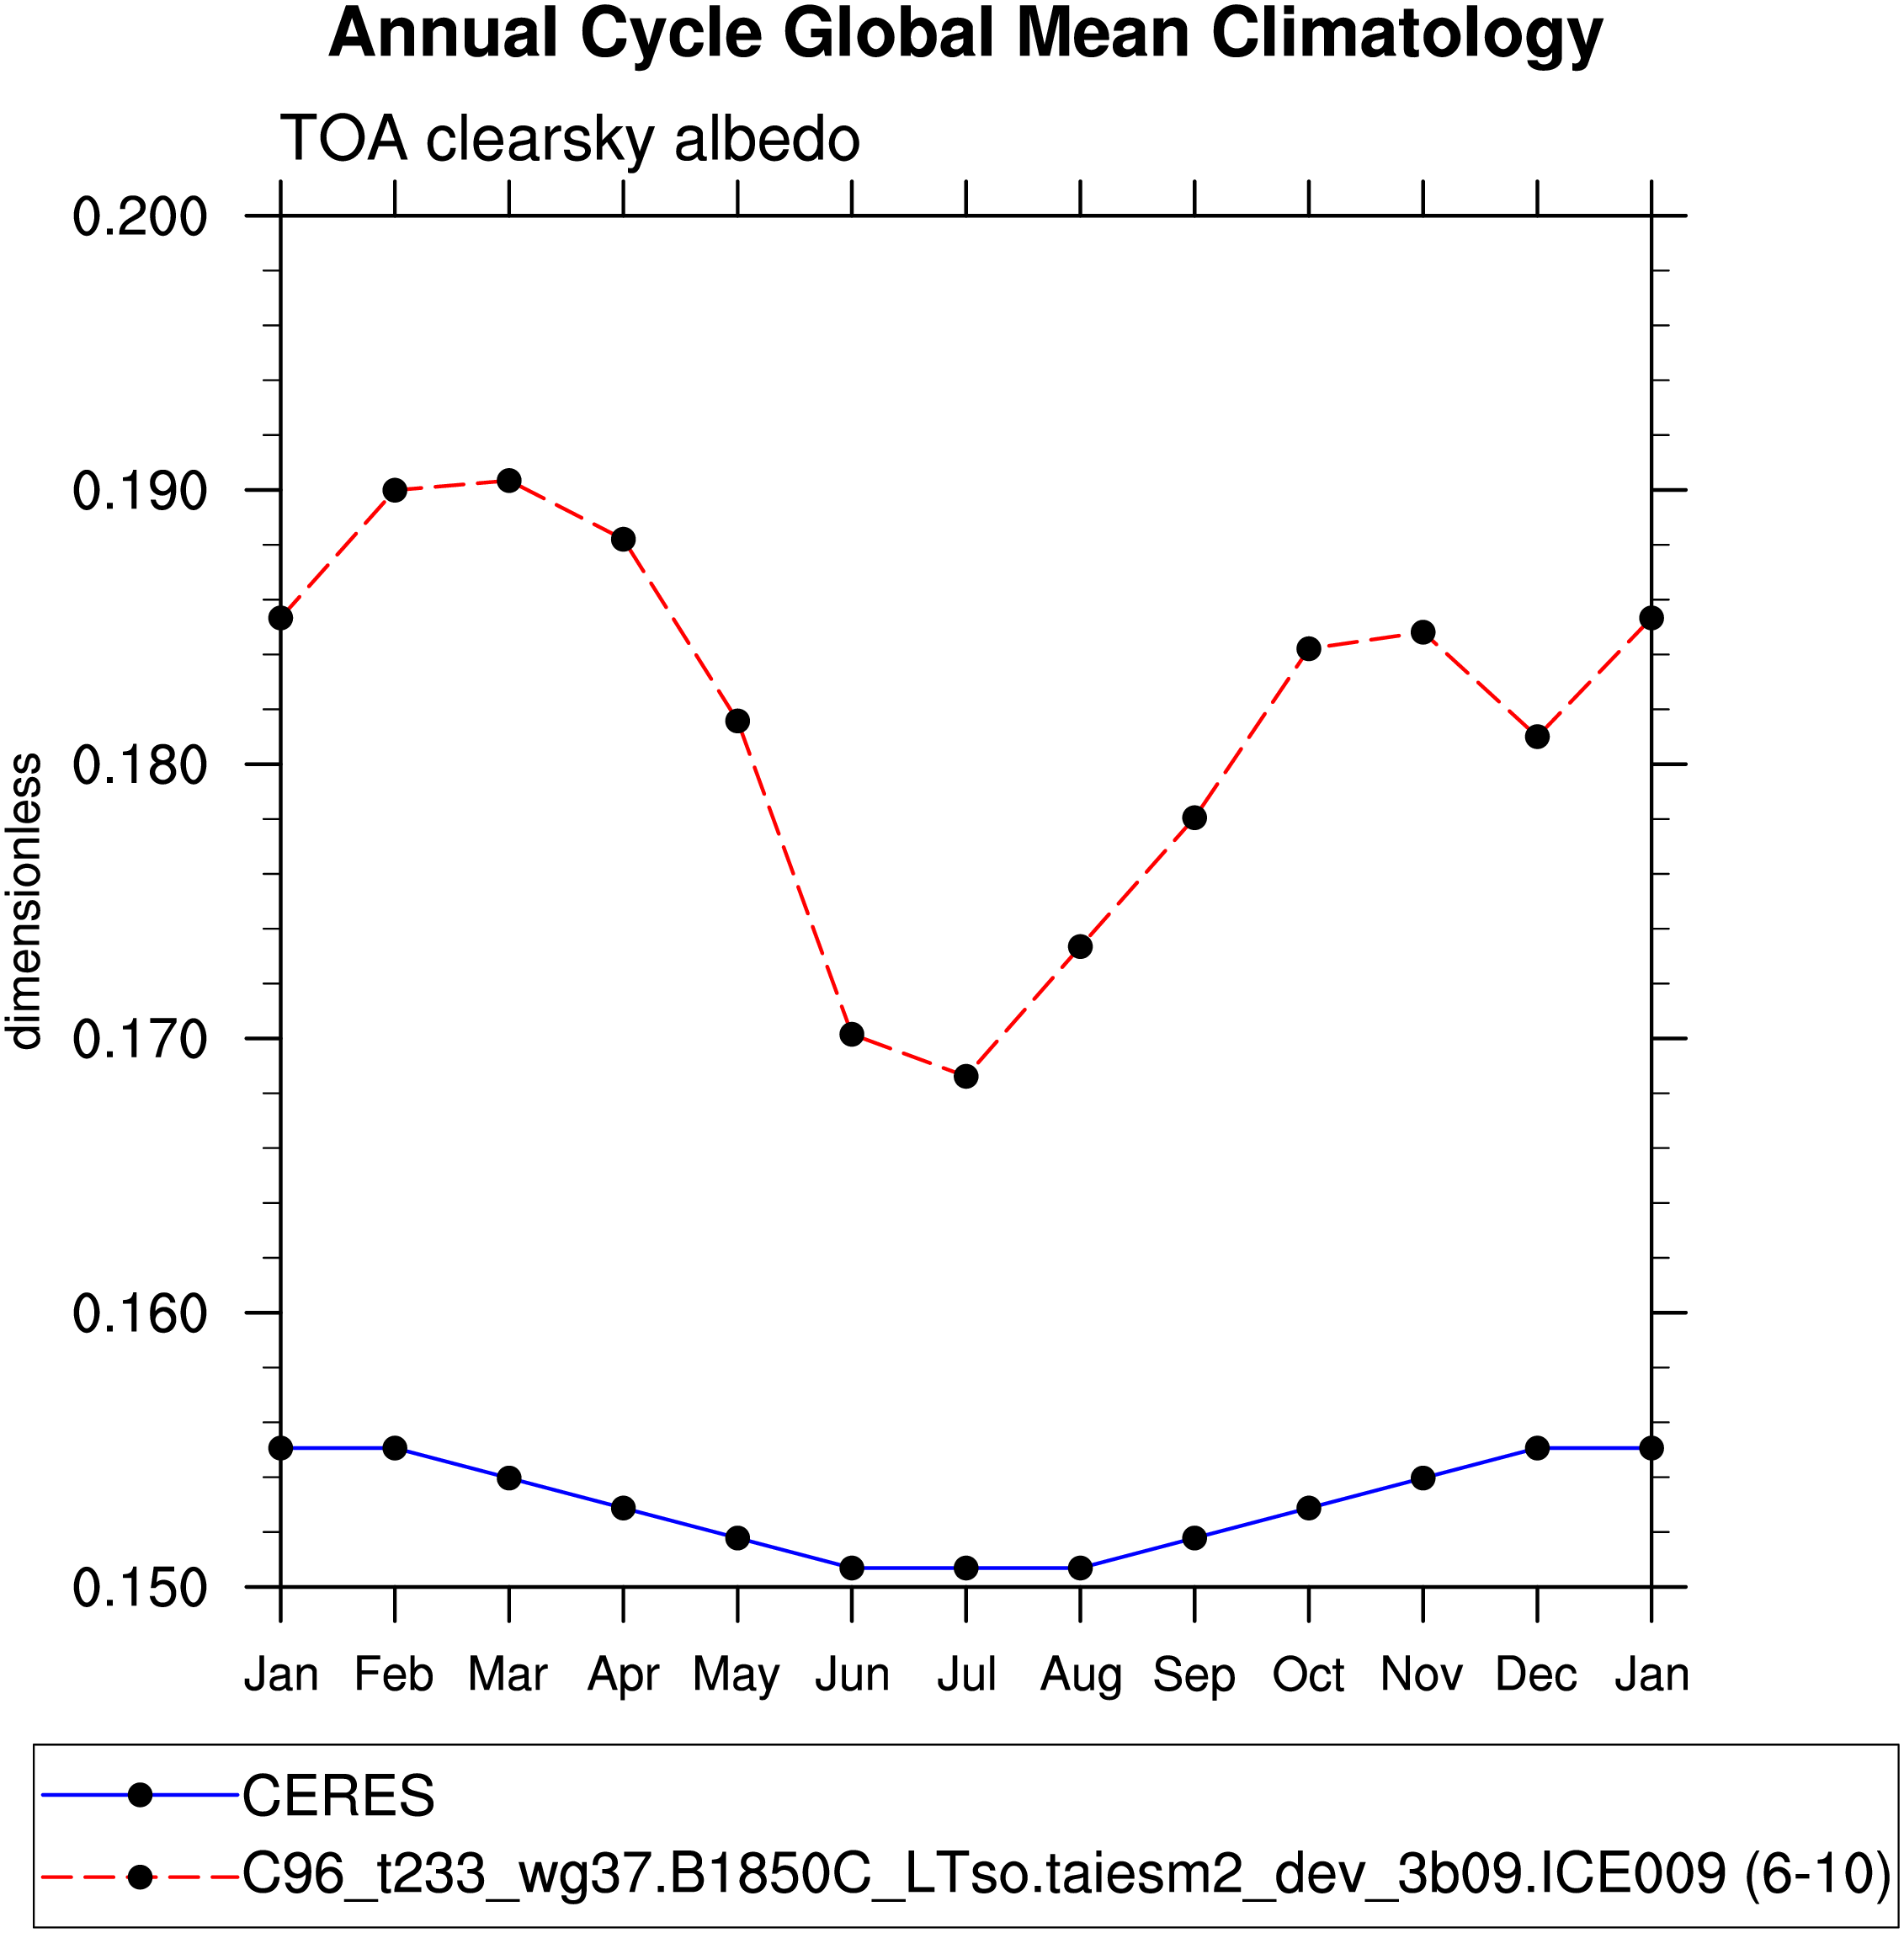 Annual Cycle Global Mean Climatology
TOA clearsky albedo
0.200
0.190
0.180
0.170
0.160
0.150
dimensionless
Jan Feb Mar Apr May Jun Jul Aug Sep Oct Nov Dec Jan
CERES
C96_t233_wg37.B1850C_LTso.taiesm2_dev_3b09.ICE009 (6-10)